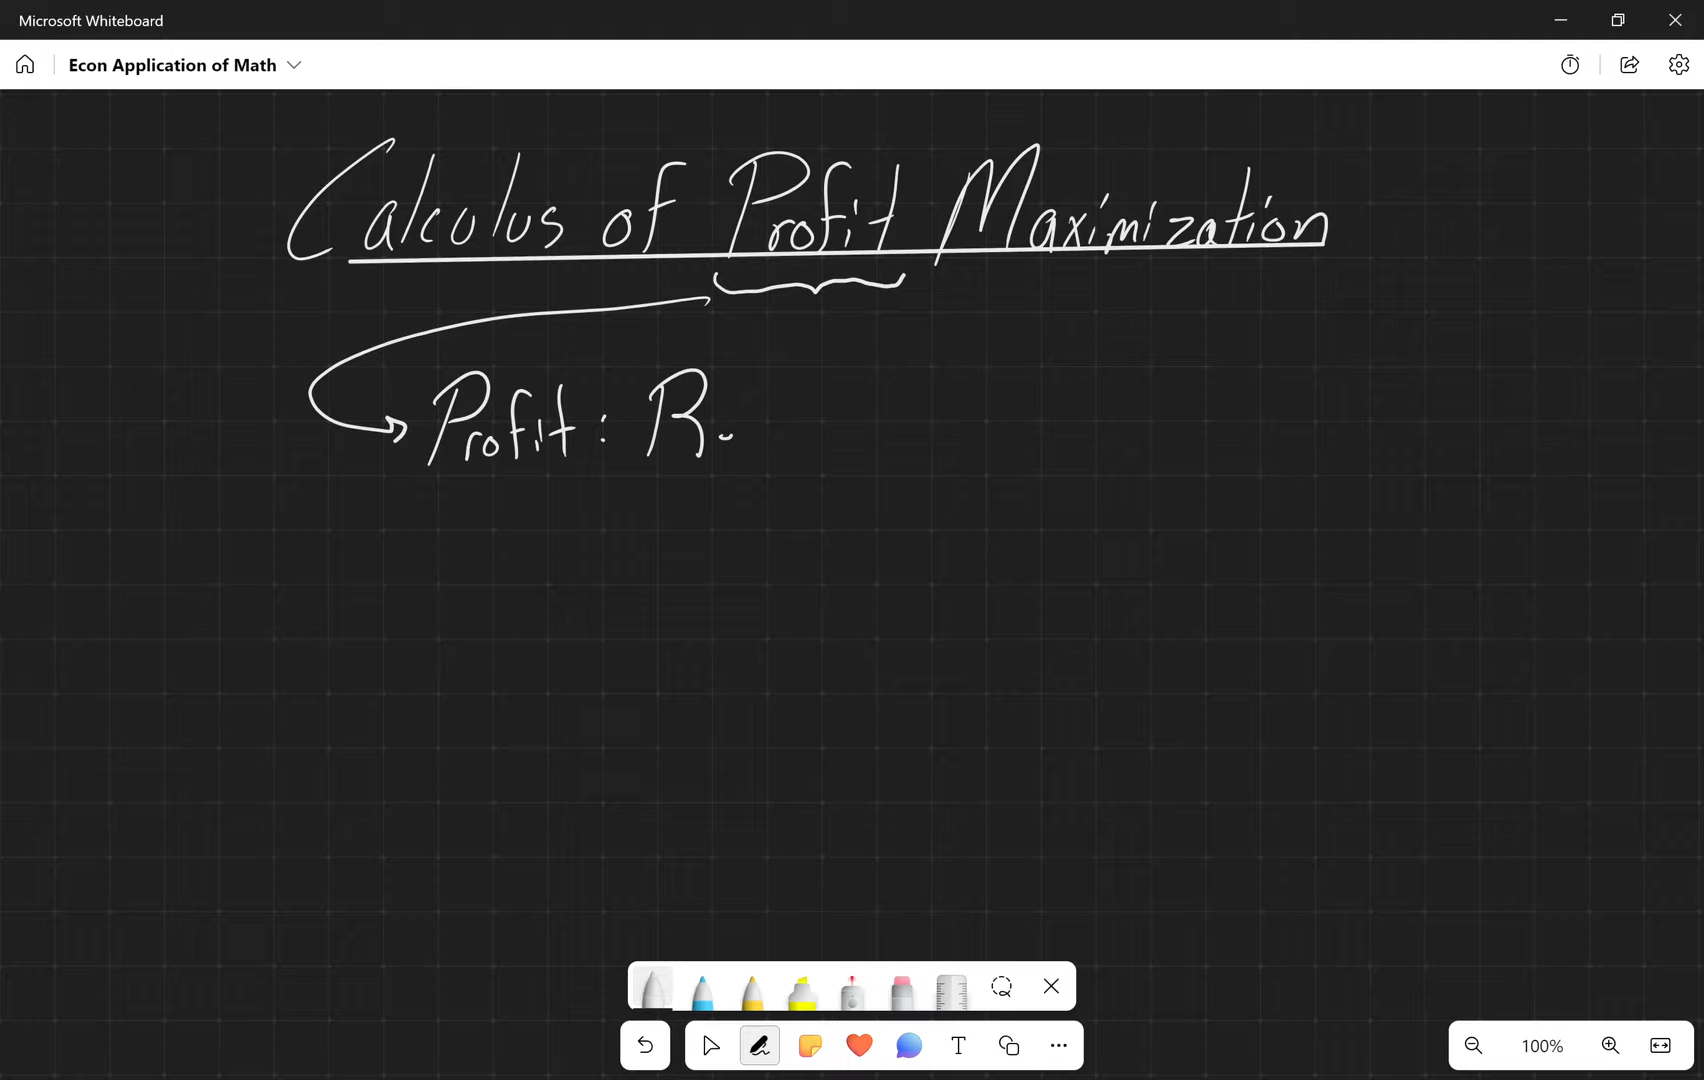 Microsoft Whiteboard
Econ Application of Math
Calculus of Profit Maximization
Profit: R
100%